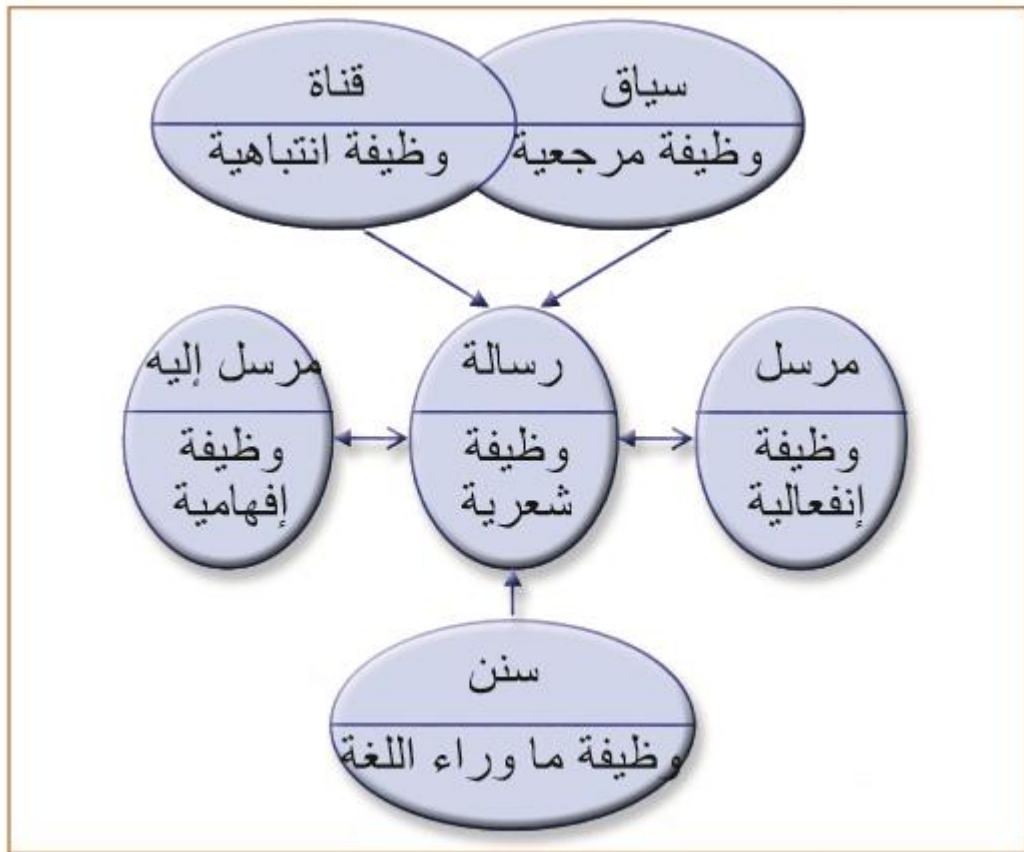 سياق
وظيفة مرجعية
قناة
وظيفة انتباهية
مرسل
وظيفة
إنفعالية
رسالة
وظيفة
شعرية
مرسل إليه
وظيفة
إفهامية
سنن
وظيفة ما وراء اللغة